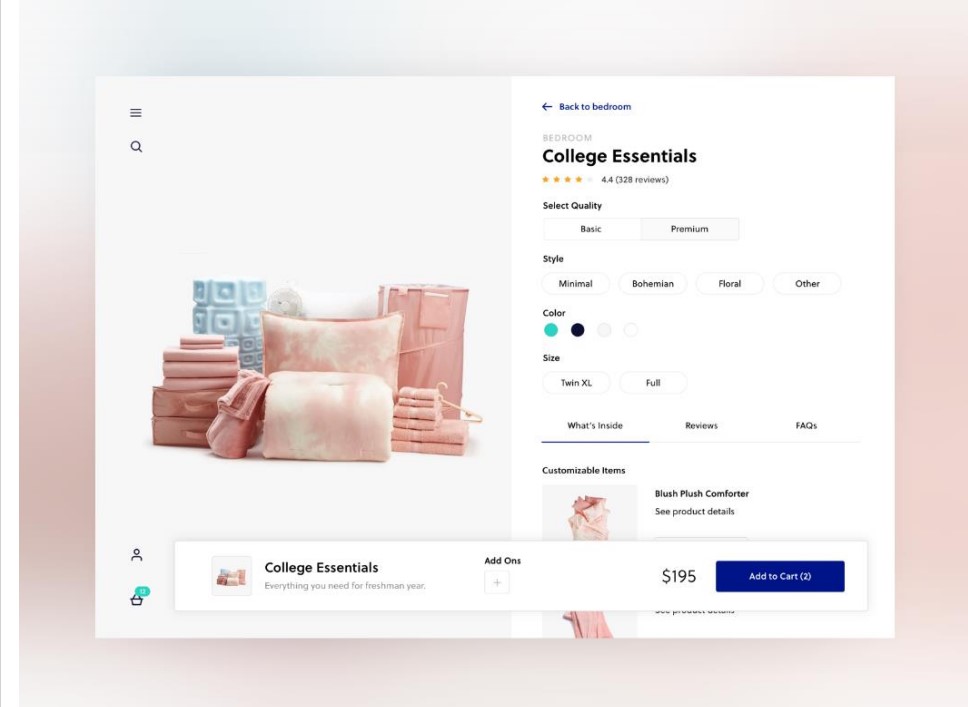 ← Back to bedroom
BEDROOM
College Essentials
4.4 (328 reviews)
Select Quality
Basic Premium
Style
Minimal Bohemian Floral Other
Color
Size
Twin XL Full
What's Inside Reviews FAQs
Customizable Items
Blush Plush Comforter
See product details
College Essentials
Everything you need for freshman year.
Add Ons
+
$195
Add to Cart (2)
See product details